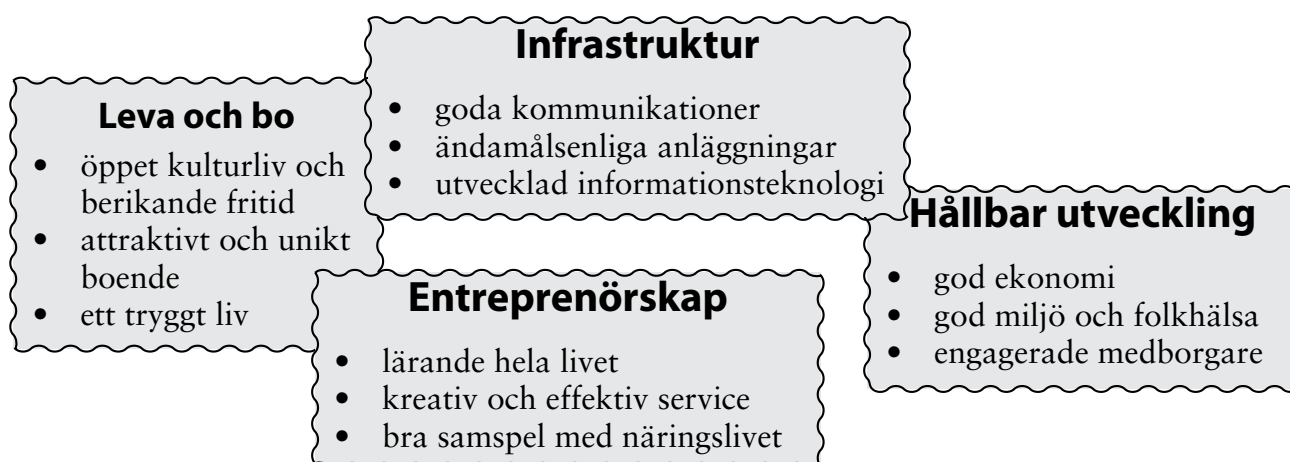 Infrastruktur
• goda kommunikationer
• ändamålsenliga anläggningar
• utvecklad informationsteknologi
Leva och bo
• öppet kulturliv och
berikande fritid
• attraktivt och unikt
boende
• ett tryggt liv
Hållbar utveckling
• god ekonomi
• god miljö och folkhälsa
• engagerade medborgare
Entreprenörskap
• lärande hela livet
• kreativ och effektiv service
• bra samspel med näringslivet